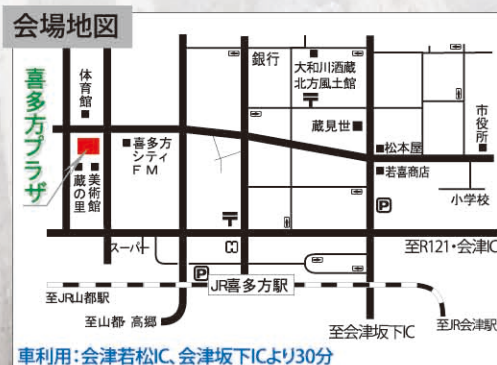 会場地図
喜多方プラザ
体育館
蔵の里
美術館
喜多方
シティ
FM
銀行
大和川酒蔵
北方風土館
蔵見世
松本屋
若喜商店
市役所
小学校
P
至R121・会津IC
スーパー
P
JR喜多方駅
至JR山都駅
至山都・高郷
至会津坂下IC
至JR会津駅
車利用:会津若松IC、会津坂下ICより30分